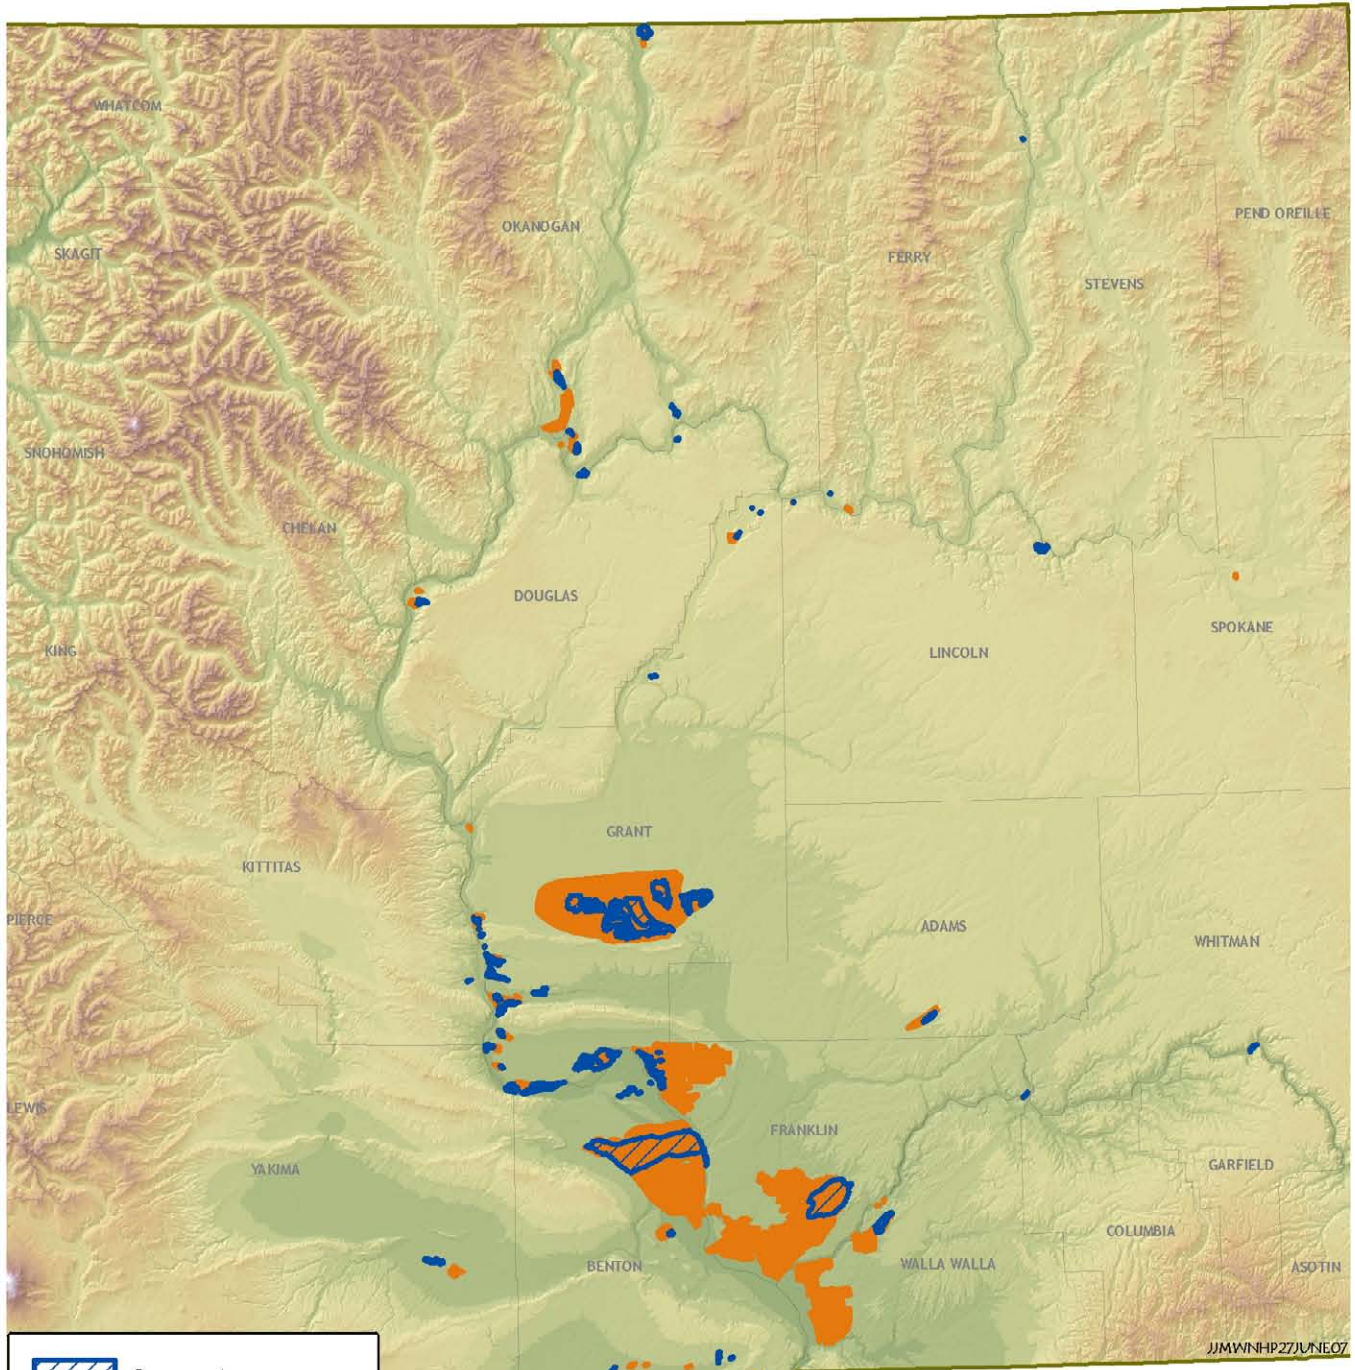 WHATCOM
PEND OREILLE
OKANOGAN
SKAGIT
FERRY
STEVENS
SNOHOMISH
CHELAN
DOUGLAS
SPOKANE
KING
LINCOLN
GRANT
KITTITAS
PIERCE
ADAMS
WHITMAN
LEWIS
FRANKLIN
YAKIMA
GARFIELD
COLUMBIA
BENTON
WALLA WALLA
ASOTIN
JJMWNHP27JUNE07